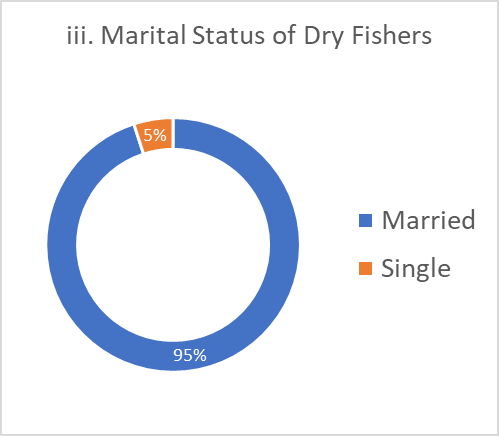 iii. Marital Status of Dry Fishers
5%
Married
Single
95%